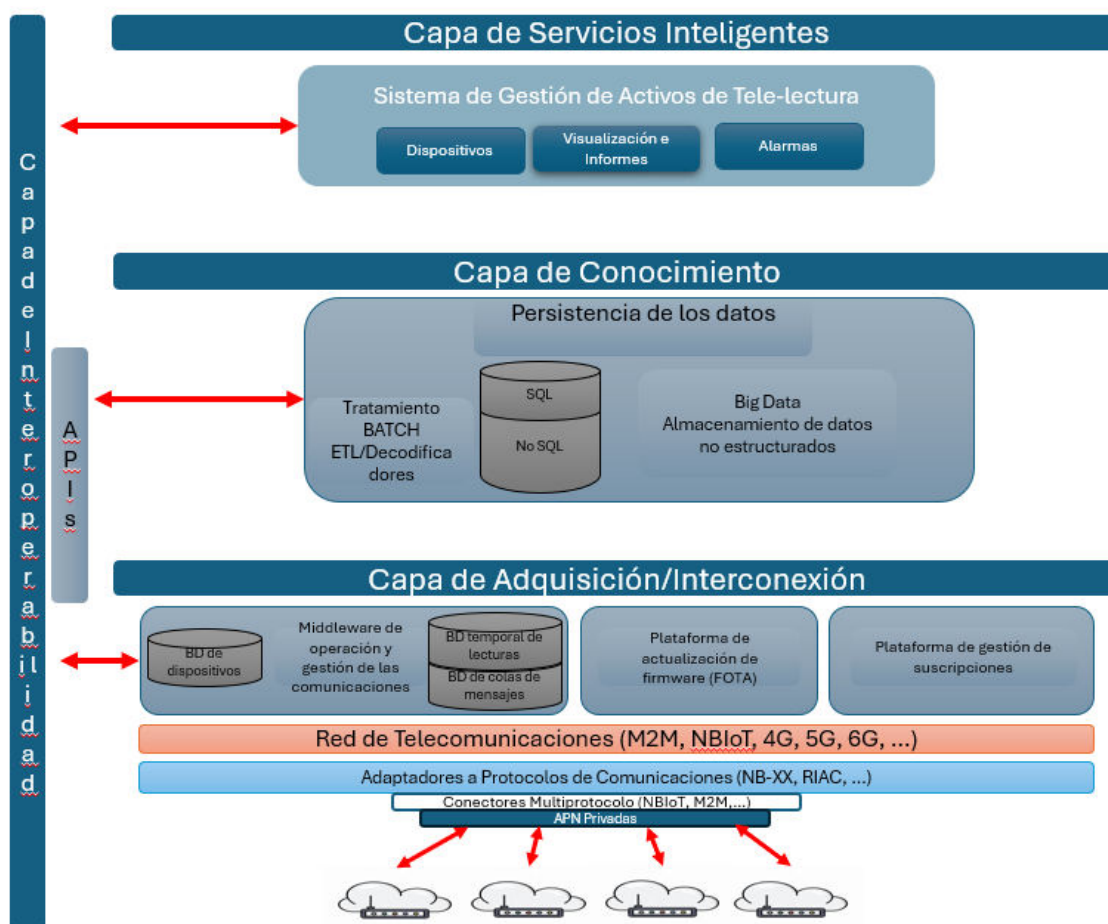 Capa de Interoperabilidad
APIs
Capa de Servicios Inteligentes
Sistema de Gestión de Activos de Tele-lectura
Dispositivos
Visualización e
Informes
Alarmas
Capa de Conocimiento
Persistencia de los datos
Tratamiento
BATCH
ETL/Decodifica
dores
SQL
No SQL
Big Data
Almacenamiento de datos
no estructurados
Capa de Adquisición/Interconexión
BD de
dispositivos
Middleware de
operación y
gestión de las
comunicaciones
BD temporal de
lecturas
BD de colas de
mensajes
Plataforma de
actualización de
firmware (FOTA)
Plataforma de gestión de
suscripciones
Red de Telecomunicaciones (M2M, NBIoT, 4G, 5G, 6G, ...)
Adaptadores a Protocolos de Comunicaciones (NB-XX, RIAC, ...)
Conectores Multiprotocolo (NBIoT, M2M,...)
APN Privadas